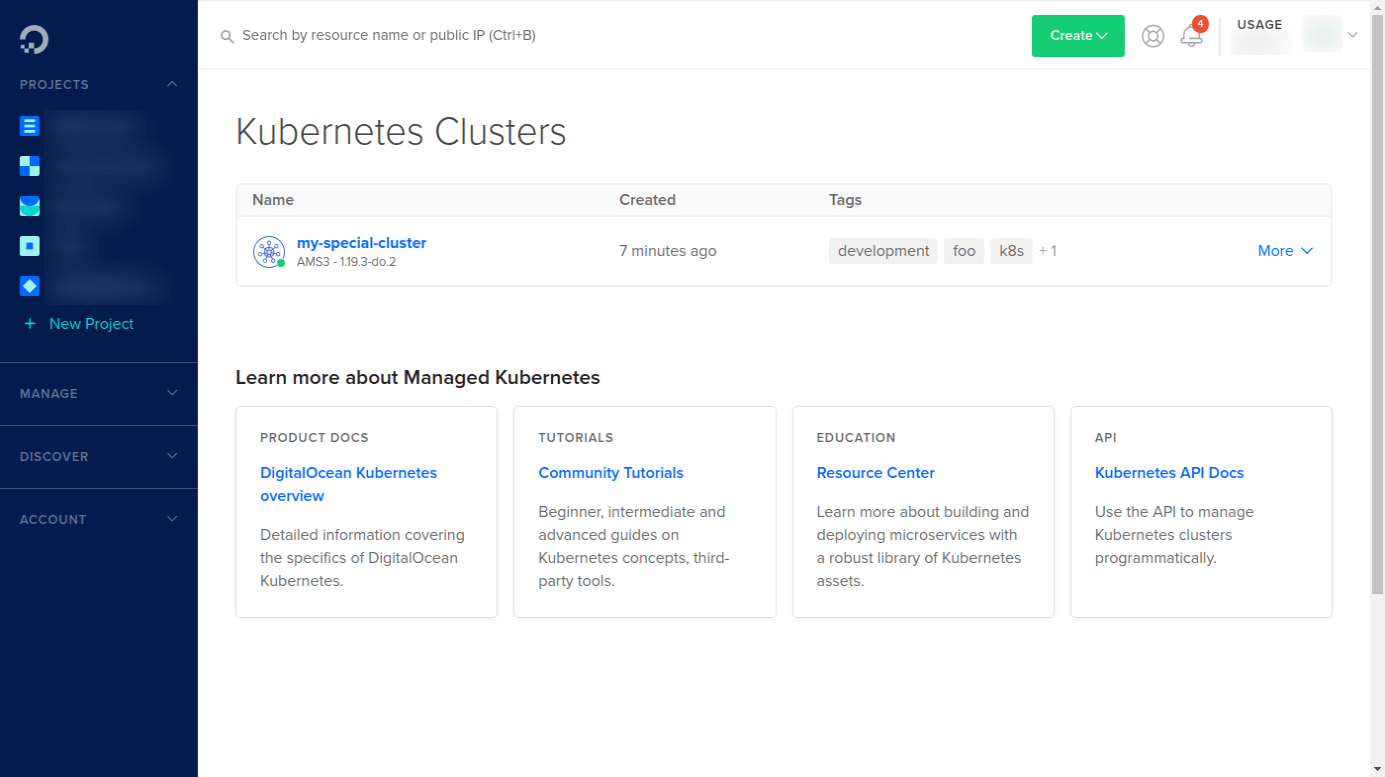 Search by resource name or public IP (Ctrl+B)
Create
4
USAGE
PROJECTS
New Project
MANAGE
DISCOVER
ACCOUNT
Kubernetes Clusters
Name Created Tags
my-special-cluster
AMS3 - 1.19.3-do.2
7 minutes ago
development foo k8s + 1
More
Learn more about Managed Kubernetes
PRODUCT DOCS
DigitalOcean Kubernetes
overview
Detailed information covering
the specifics of DigitalOcean
Kubernetes.
TUTORIALS
Community Tutorials
Beginner, intermediate and
advanced guides on
Kubernetes concepts, third-
party tools.
EDUCATION
Resource Center
Learn more about building and
deploying microservices with
a robust library of Kubernetes
assets.
API
Kubernetes API Docs
Use the API to manage
Kubernetes clusters
programmatically.